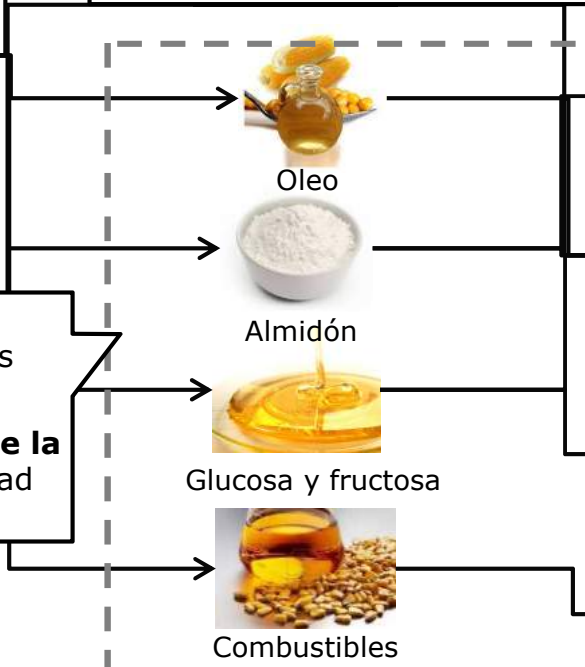 Oleo
Almidón
s
Glucosa y fructosa
e la
ad
Combustibles